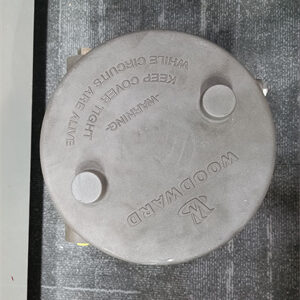 WOODWARD
-WARNING-
KEEP COVER TIGHT
WHILE CIRCUITS ARE ALIVE